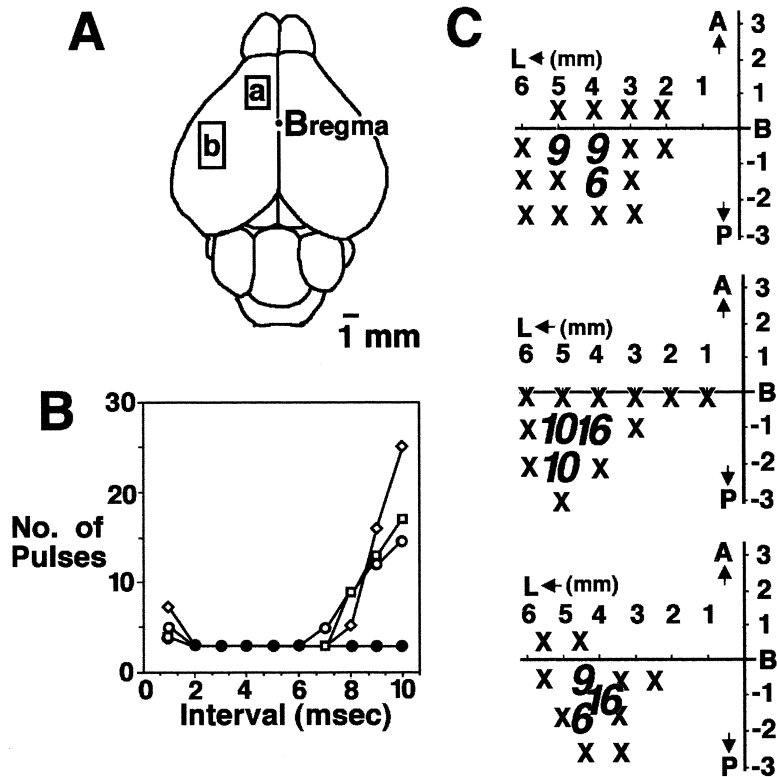 A
a
b
Bregma
1 mm
B
No. of
Pulses
30
20
10
0
0 2 4 6 8 10
Interval (msec)
C
A
L (mm)
6 5 4 3 2 1
3
2
1
B
-1
-2
-3
X X X X
X 9 9 X X
X X 6 X
X X X X
P
A
L (mm)
6 5 4 3 2 1
3
2
1
B
-1
-2
-3
X X X X X X
X 10 16 X
X 10 X
X
P
A
L (mm)
6 5 4 3 2 1
3
2
1
B
-1
-2
-3
X X
X 9 X X
16
X 6 X
X X
P